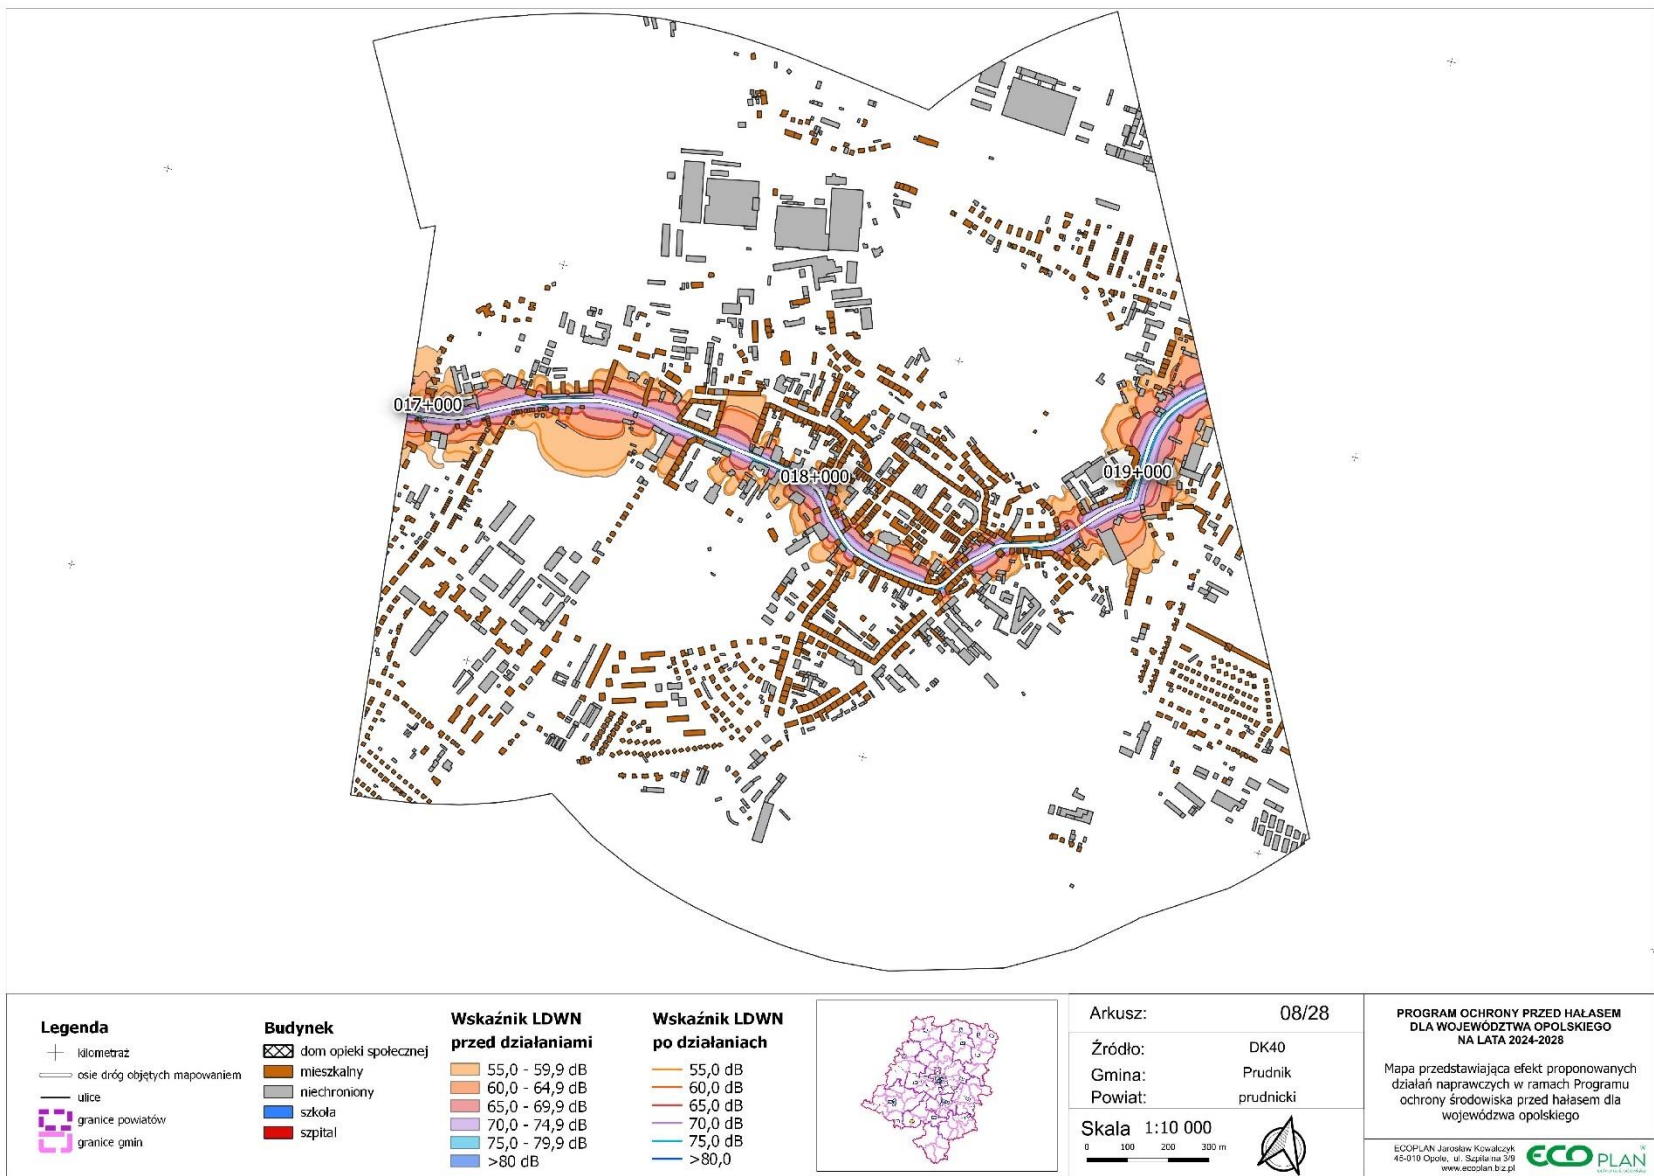 017+000
018+000
019+000
Legenda
kilometraż
osie dróg objętych mapowaniem
ulice
granice powiatów
granice gmin
Budynek
dom opieki społecznej
mieszkalny
niechroniony
szkoła
szpital
Wskaźnik LDWN
przed działaniami
55,0 - 59,9 dB
60,0 - 64,9 dB
65,0 - 69,9 dB
70,0 - 74,9 dB
75,0 - 79,9 dB
>80 dB
Wskaźnik LDWN
po działaniach
55,0 dB
60,0 dB
65,0 dB
70,0 dB
75,0 dB
>80,0
Arkusz: 08/28
Źródło: DK40
Gmina: Prudnik
Powiat: prudnicki
Skala 1:10 000
0 100 200 300 m
PROGRAM OCHRONY PRZED HAŁASEM
DLA WOJEWÓDZTWA OPOLSKIEGO
NA LATA 2024-2028
Mapa przedstawiająca efekt proponowanych
działań naprawczych w ramach Programu
ochrony środowiska przed hałasem dla
województwa opolskiego
ECOPLAN Jarosław Kowalczyk
45-010 Opole, ul. Szpitalna 3/9
www.ecoplan.biz.pl
ECO PLAN